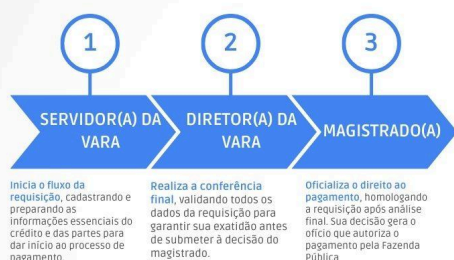 1
SERVIDOR(A) DA
VARA
Inicia o fluxo da
requisição, cadastrando e
preparando as
informações essenciais do
crédito e das partes para
dar início ao processo de
pagamento.
2
DIRETOR(A) DA
VARA
Realiza a conferência
final, validando todos os
dados da requisição para
garantir sua exatidão antes
de submeter à decisão do
magistrado.
3
MAGISTRADO(A)
Oficializa o direito ao
pagamento, homologando
a requisição após análise
final. Sua decisão gera o
ofício que autoriza o
pagamento pela Fazenda
Pública.